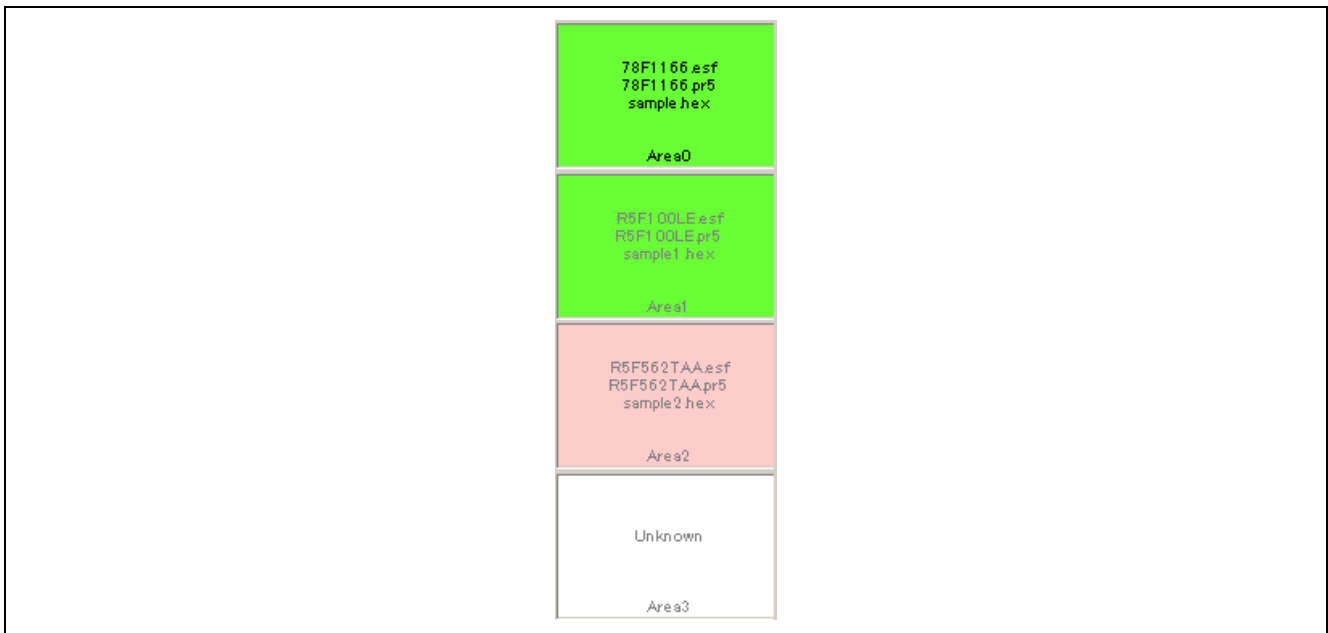 78F1166.esf
78F1166.pr5
sample.hex
Area0
R5F100LE.esf
R5F100LE.pr5
sample1.hex
Area1
R5F562TAA.esf
R5F562TAA.pr5
sample2.hex
Area2
Unknown
Area3